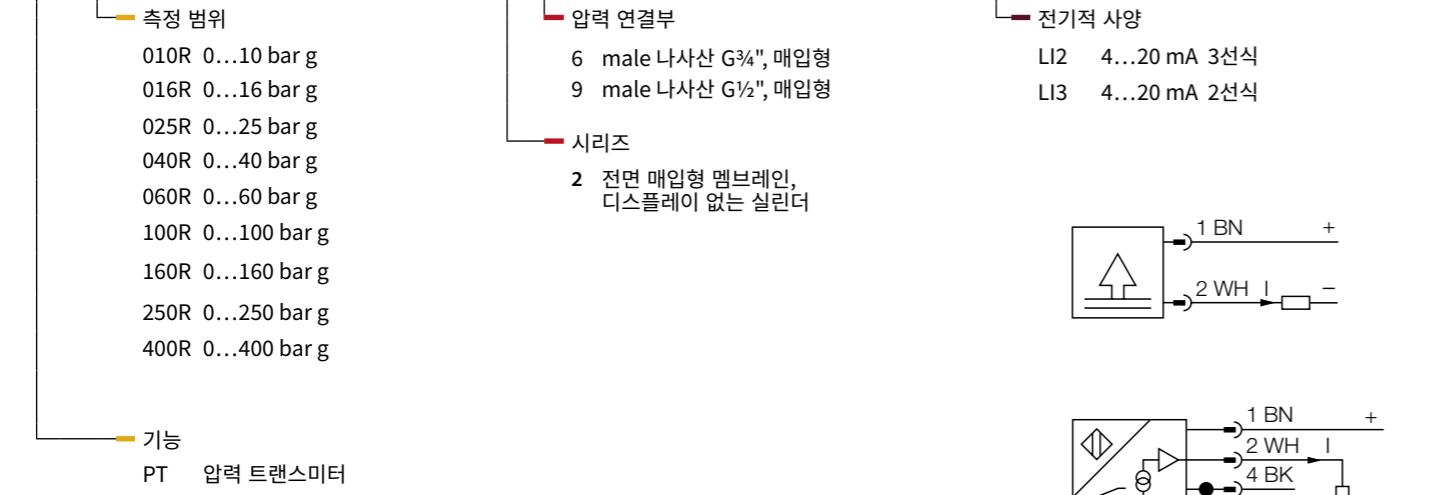 측정 범위
010R 0…10 bar g
016R 0…16 bar g
025R 0…25 bar g
040R 0…40 bar g
060R 0…60 bar g
100R 0…100 bar g
160R 0…160 bar g
250R 0…250 bar g
400R 0…400 bar g
기능
PT 압력 트랜스미터
압력 연결부
6 male 나사산 G¾", 매입형
9 male 나사산 G½", 매입형
시리즈
2 전면 매입형 멤브레인,
디스플레이 없는 실린더
전기적 사양
LI2 4…20 mA 3선식
LI3 4…20 mA 2선식
1 BN +
2 WH I −
1 BN +
2 WH I
4 BK